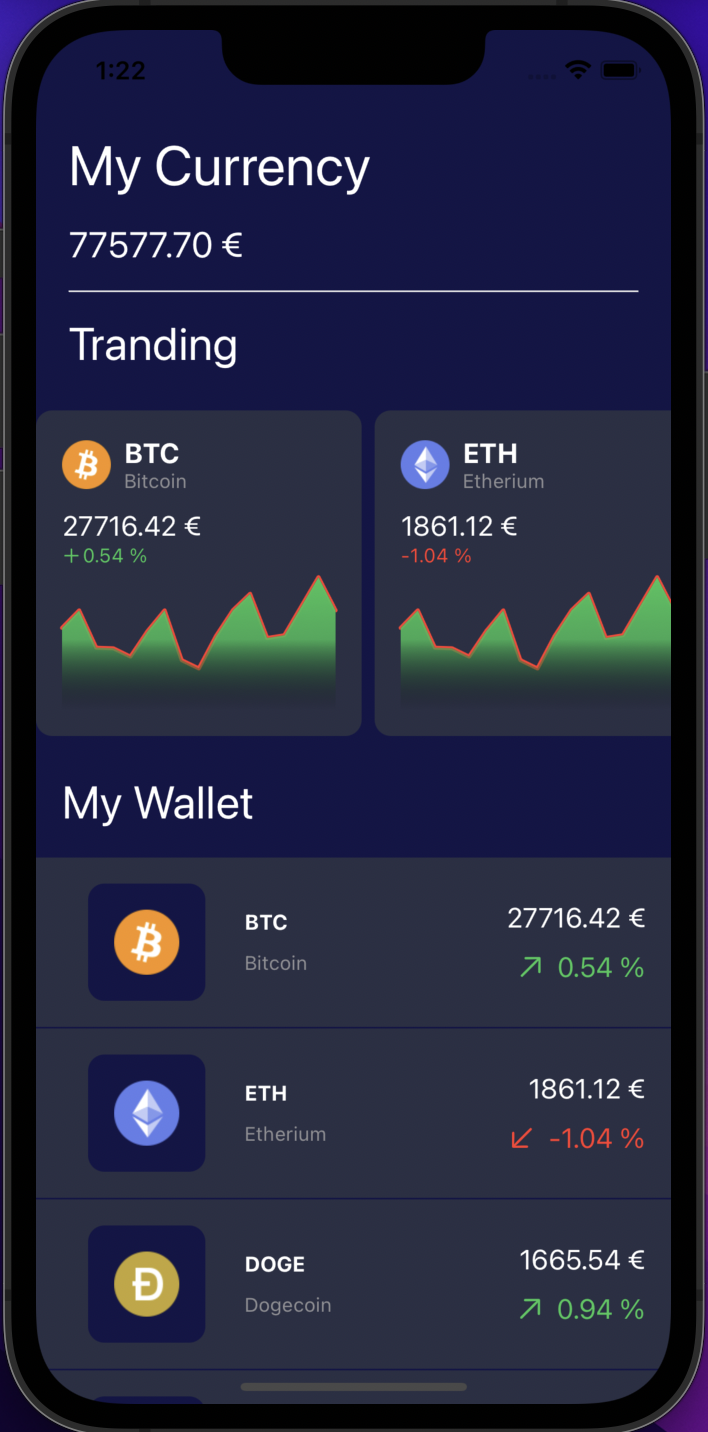 1:22
My Currency
77577.70 €
Tranding
BTC
Bitcoin
27716.42 €
+0.54 %
ETH
Etherium
1861.12 €
-1.04 %
My Wallet
BTC
Bitcoin
27716.42 €
0.54 %
ETH
Etherium
1861.12 €
-1.04 %
DOGE
Dogecoin
1665.54 €
0.94 %